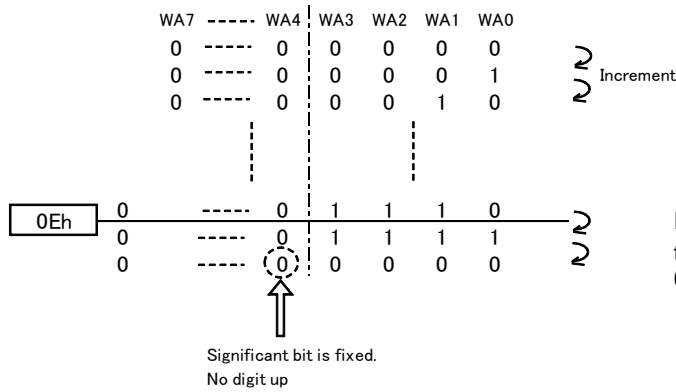 WA7 ----- WA4 WA3 WA2 WA1 WA0
0 ---- 0 0 0 0 0
0 ---- 0 0 0 0 1
0 ---- 0 0 0 1 0
Increment
0Eh
0 ---- 0 1 1 1 0
0 ---- 0 1 1 1 1
0 ---- 0 0 0 0 0
Significant bit is fixed.
No digit up